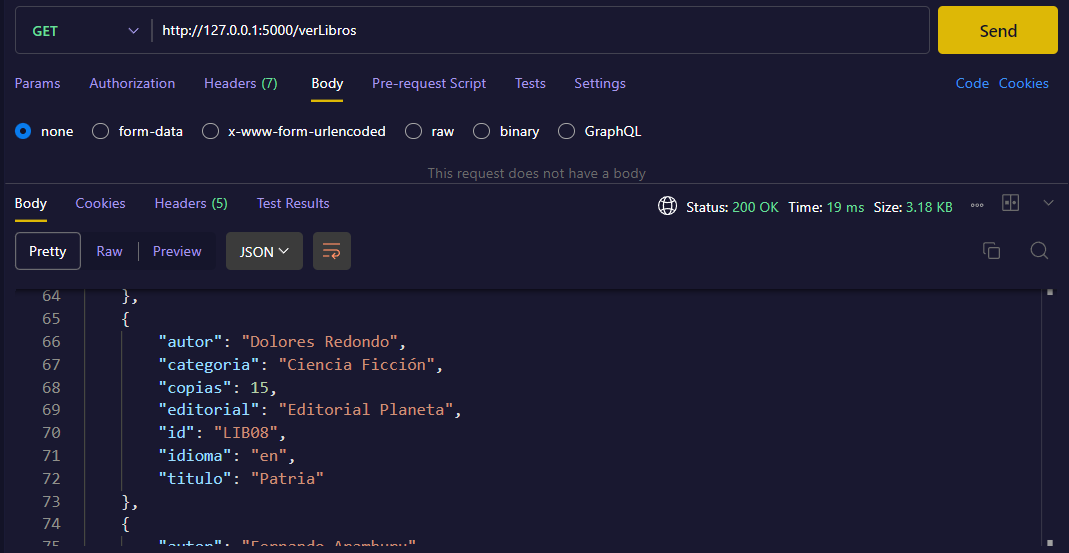 GET http://127.0.0.1:5000/verLibros Send
Params Authorization Headers (7) Body Pre-request Script Tests Settings Code Cookies
none form-data x-www-form-urlencoded raw binary GraphQL
This request does not have a body
Body Cookies Headers (5) Test Results Status: 200 OK Time: 19 ms Size: 3.18 KB
Pretty Raw Preview JSON
64 },
65 {
66 "autor": "Dolores Redondo",
67 "categoria": "Ciencia Ficción",
68 "copias": 15,
69 "editorial": "Editorial Planeta",
70 "id": "LIB08",
71 "idioma": "en",
72 "titulo": "Patria"
73 },
74 {
75 "autor": "Fernando Aramburu"